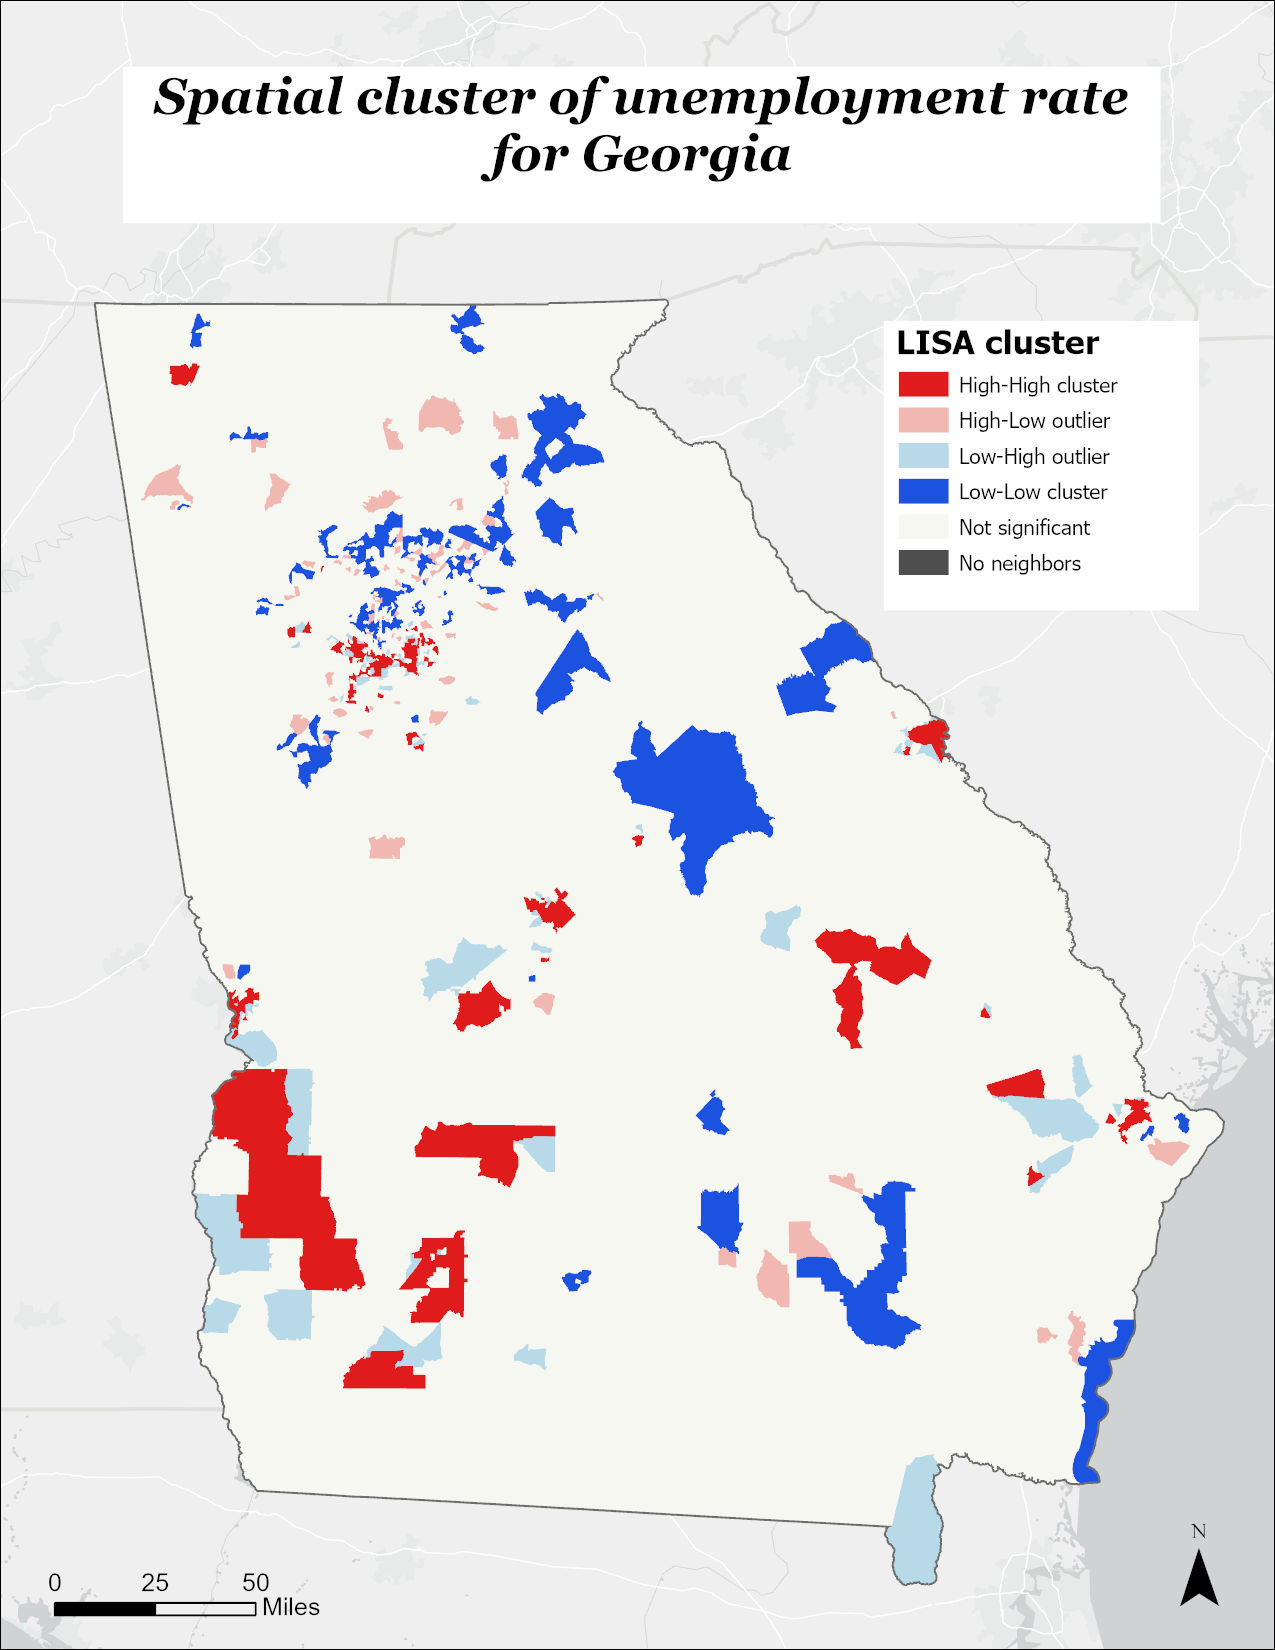 Spatial cluster of unemployment rate
for Georgia
LISA cluster
High-High cluster
High-Low outlier
Low-High outlier
Low-Low cluster
Not significant
No neighbors
N
0 25 50
Miles